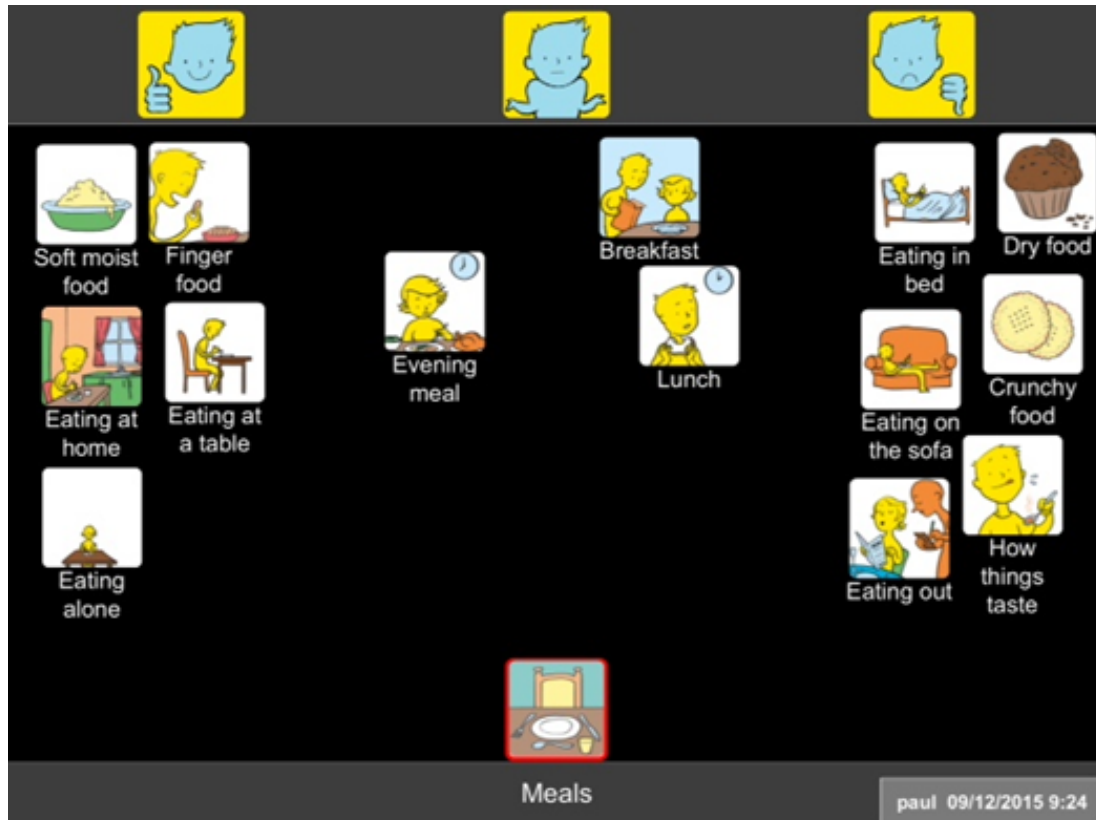 Soft moist
food
Finger
food
Eating at
home
Eating at
a table
Eating
alone
Evening
meal
Breakfast
Lunch
Eating in
bed
Dry food
Eating on
the sofa
Crunchy
food
Eating out
How
things
taste
Meals
paul 09/12/2015 9:24